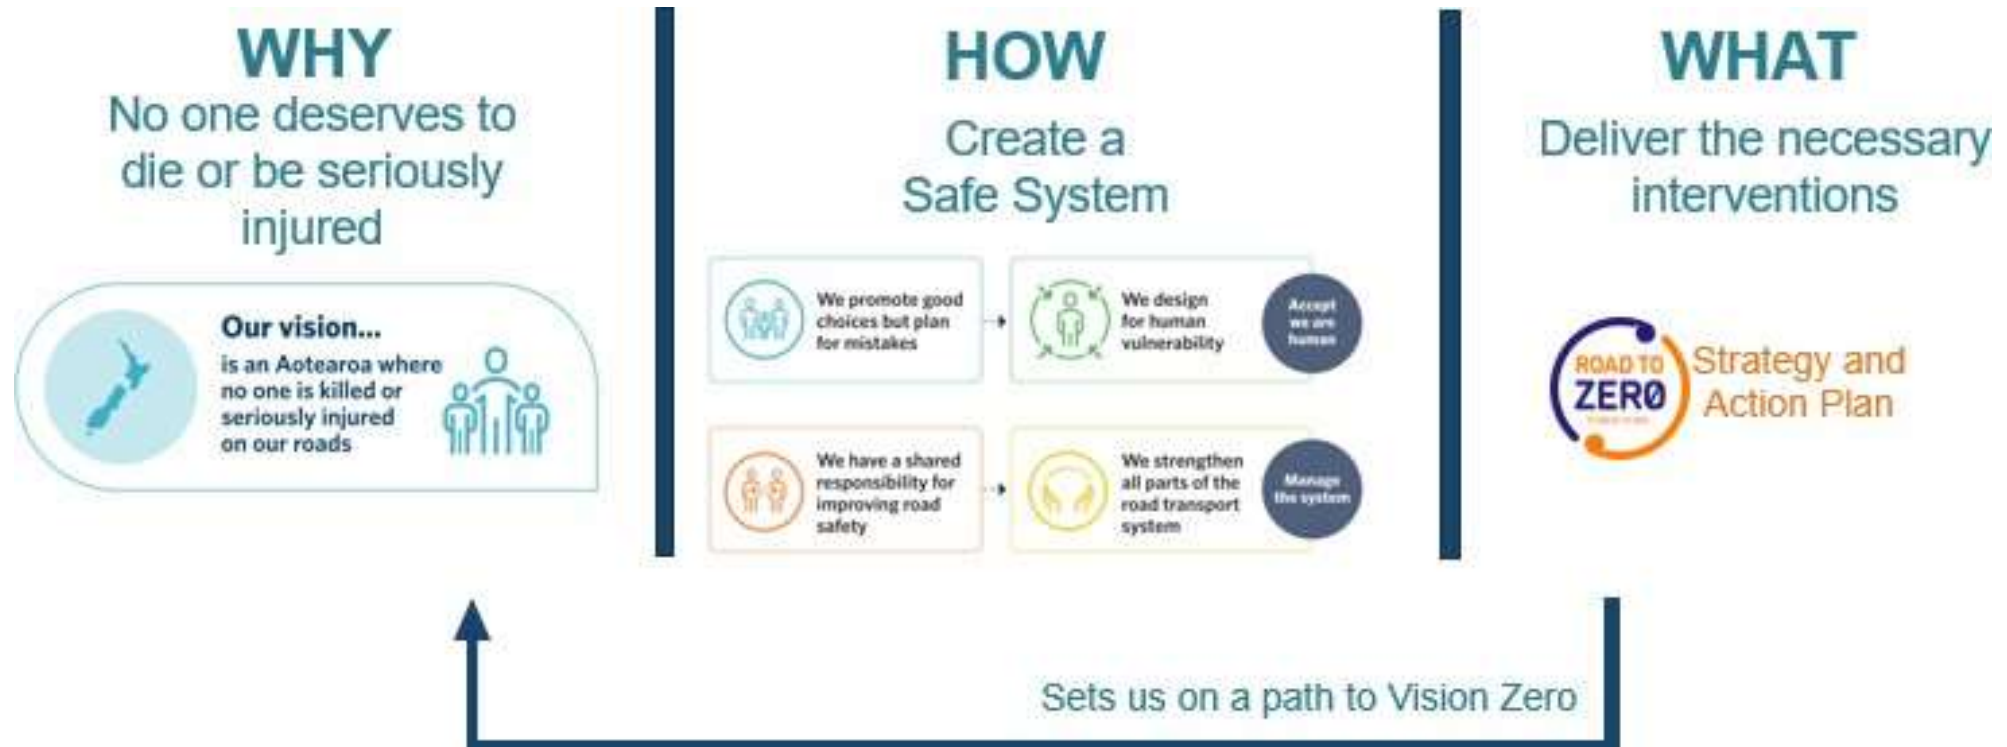 WHY
No one deserves to
die or be seriously
injured
Our vision...
is an Aotearoa where
no one is killed or
seriously injured
on our roads
HOW
Create a
Safe System
We promote good
choices but plan
for mistakes
We design
for human
vulnerability
Accept
we are
human
We have a shared
responsibility for
improving road
safety
We strengthen
all parts of the
road transport
system
Manage
the system
WHAT
Deliver the necessary
interventions
ROAD TO
ZERO
Strategy and
Action Plan
Sets us on a path to Vision Zero